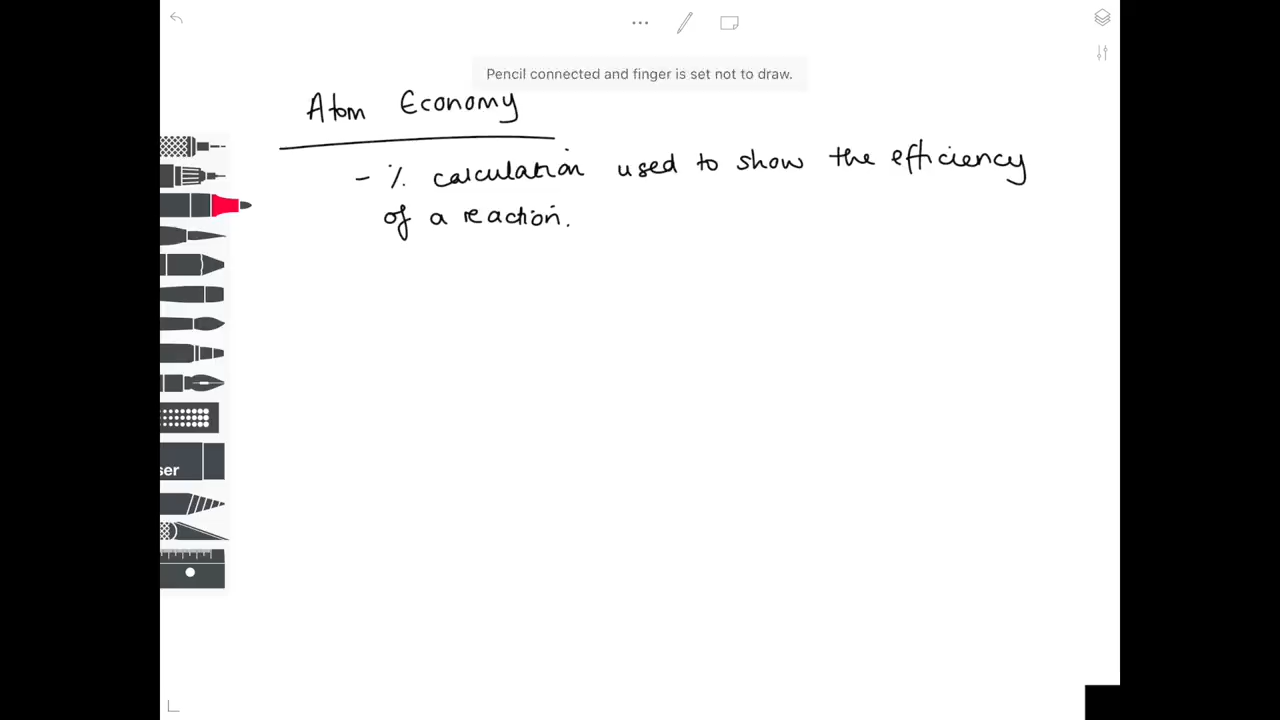 Pencil connected and finger is set not to draw.
Atom Economy
- % calculation used to show the efficiency
of a reaction.
ser